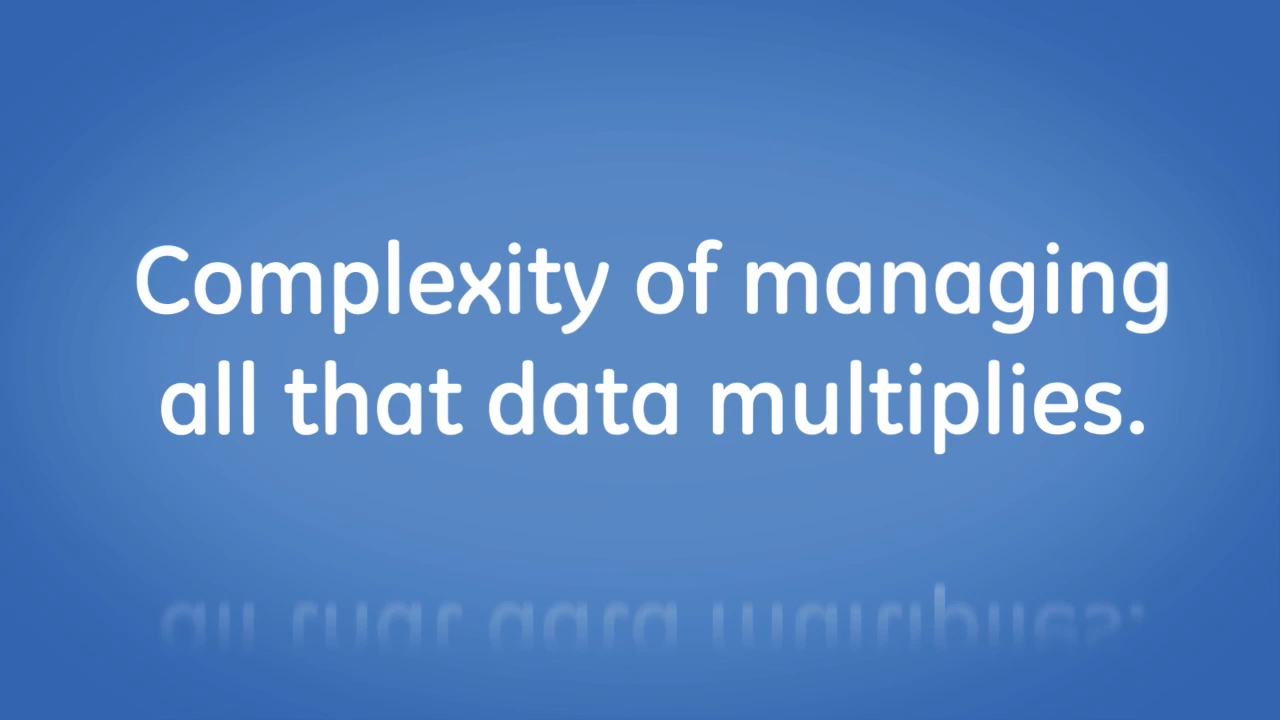 Complexity of managing
all that data multiplies.